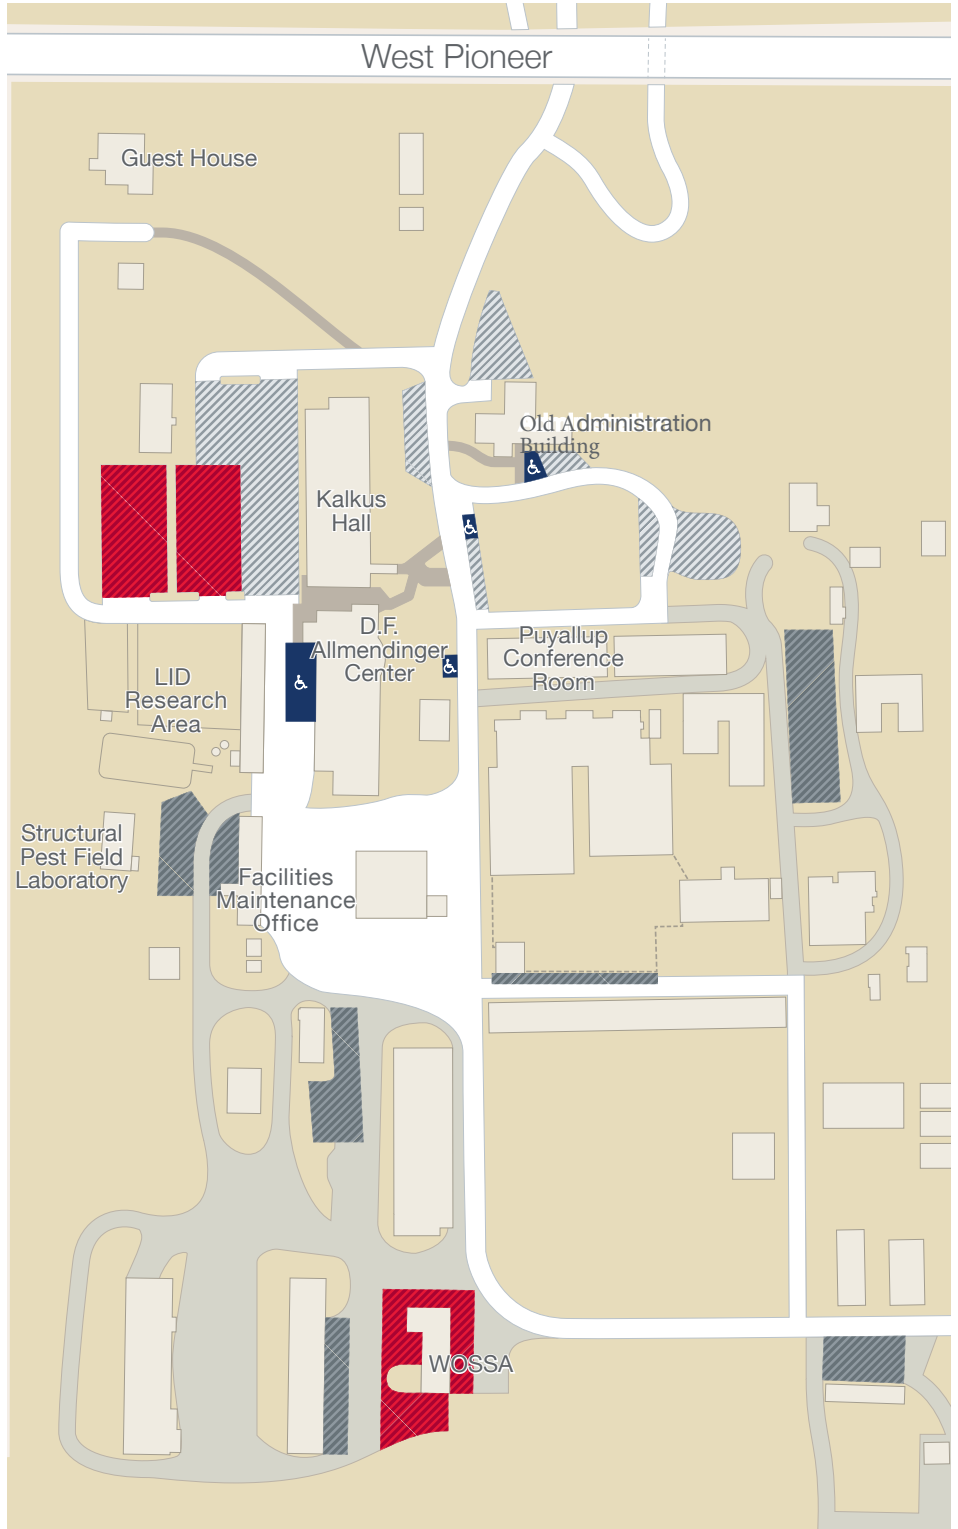 West Pioneer
Guest House
Old Administration
Building
Kalkus
Hall
D.F.
Allmendinger
Center
Puyallup
Conference
Room
LID
Research
Area
Structural
Pest Field
Laboratory
Facilities
Maintenance
Office
WOSSA